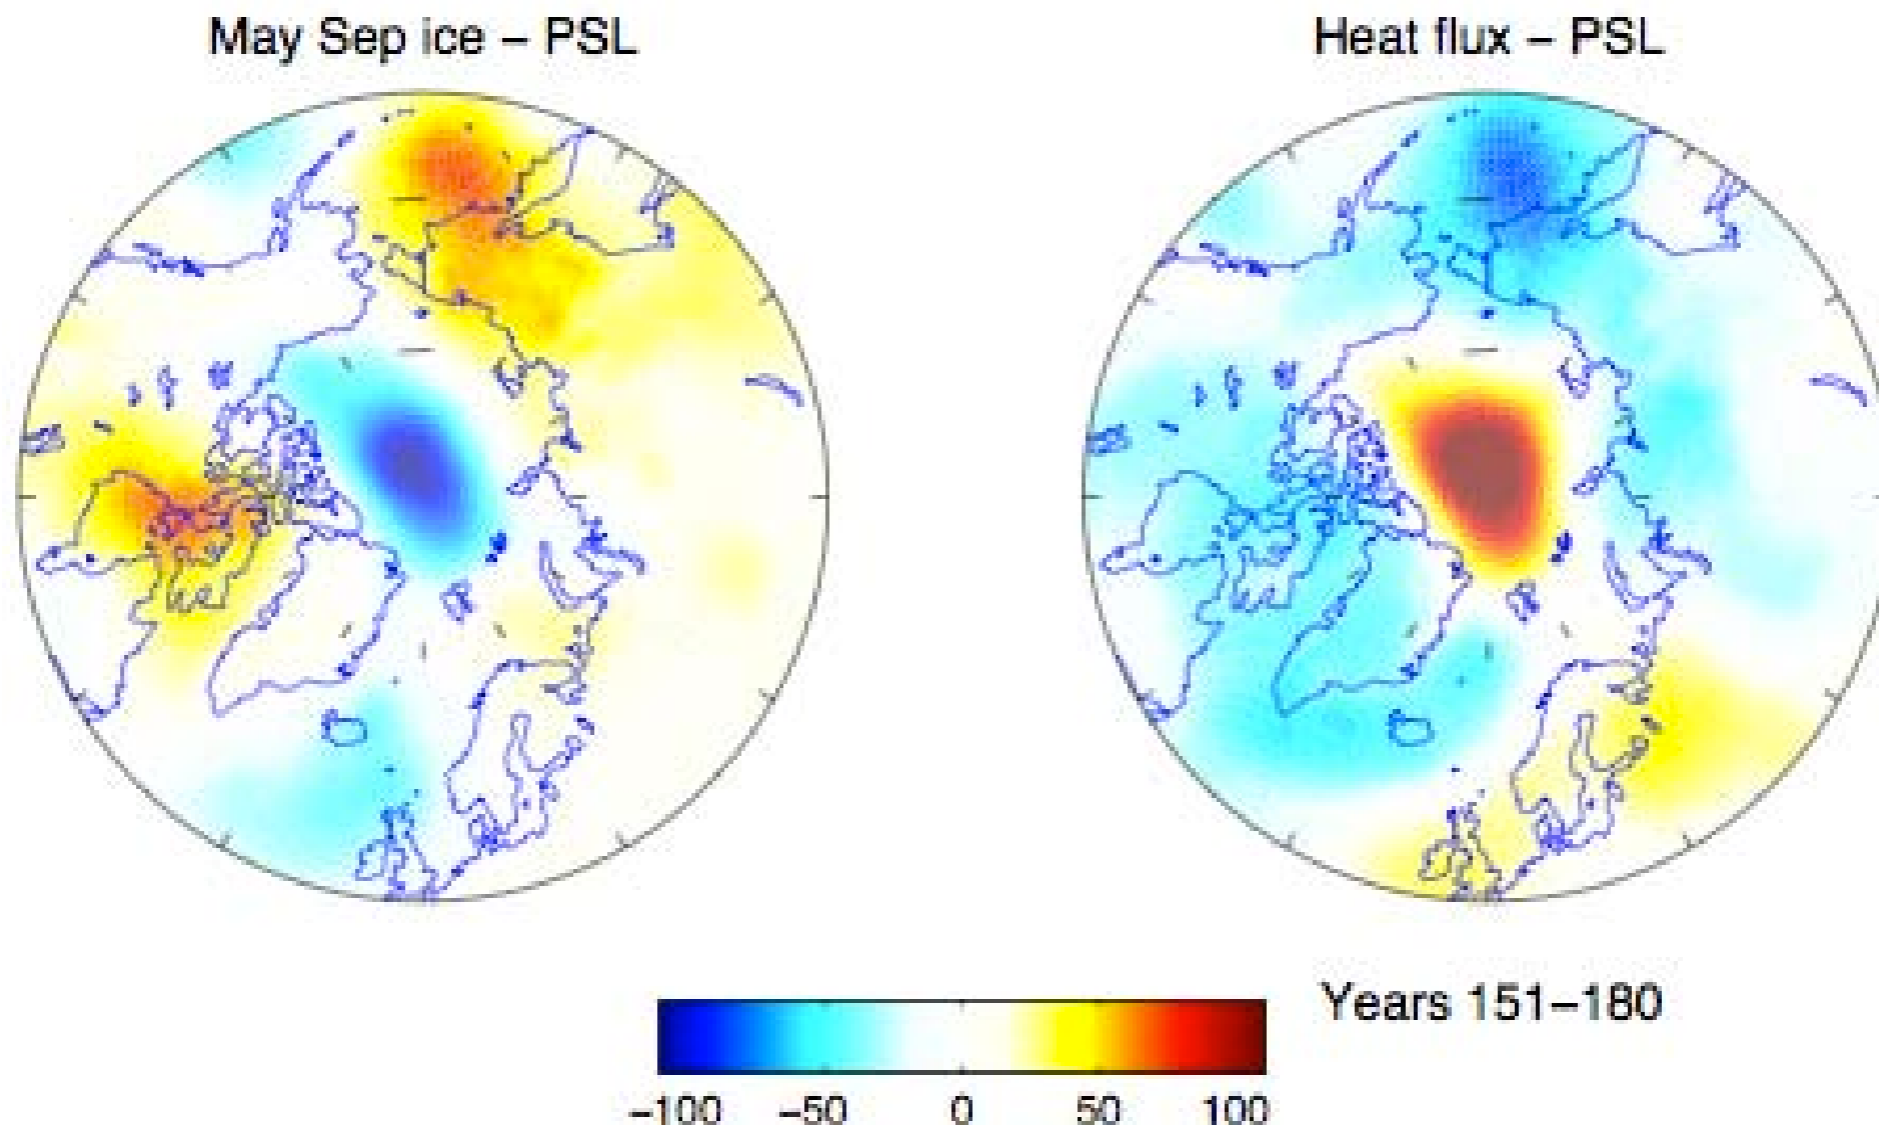 May Sep ice – PSL
Heat flux – PSL
Years 151–180
−100 −50 0 50 100